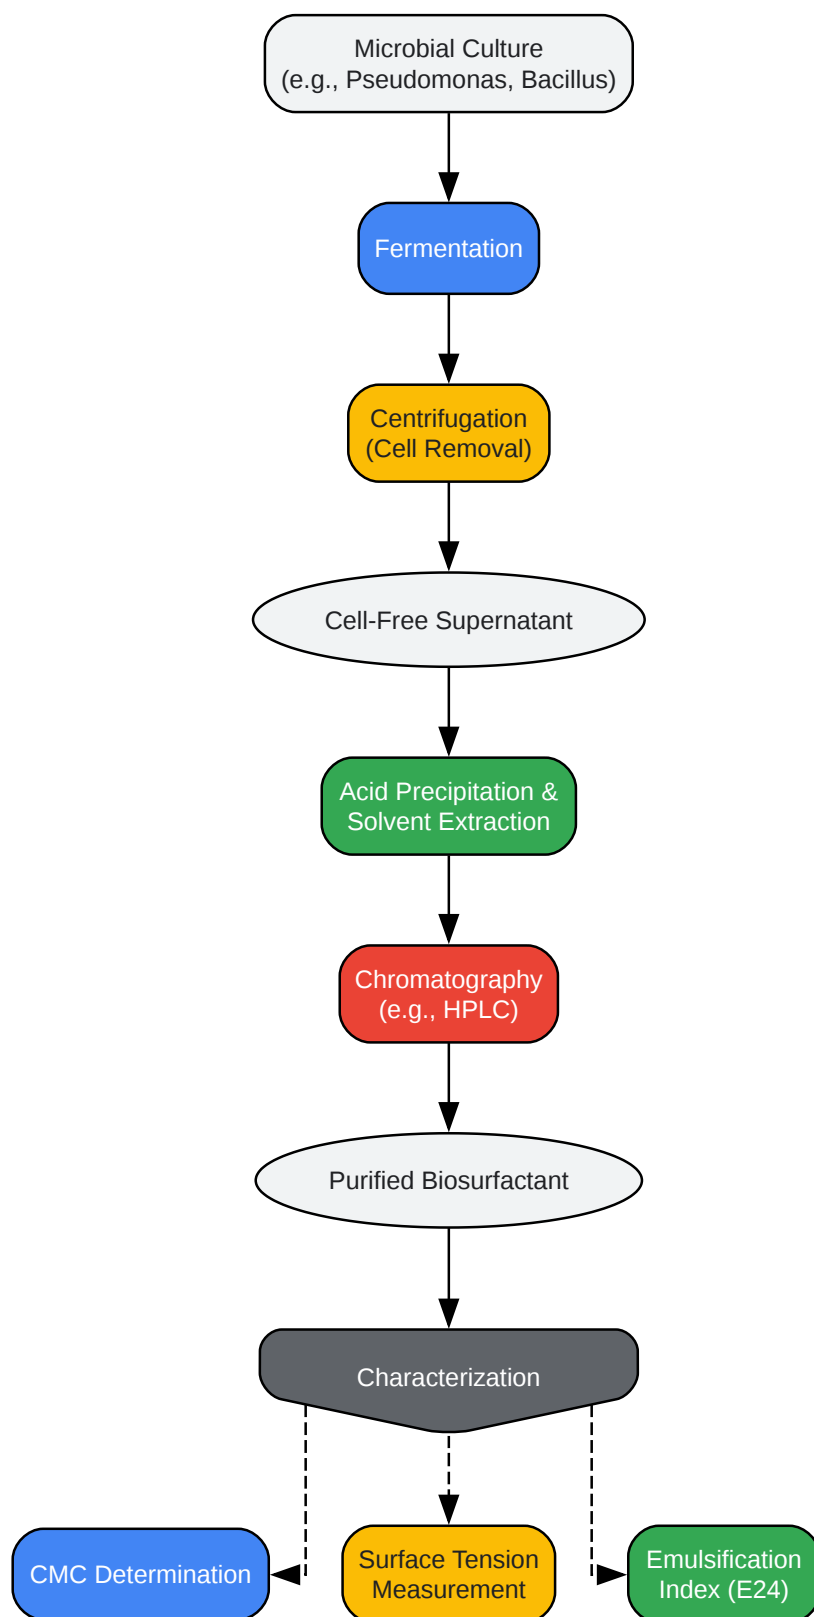 Microbial Culture
(e.g., Pseudomonas, Bacillus)
Fermentation
Centrifugation
(Cell Removal)
Cell-Free Supernatant
Acid Precipitation &
Solvent Extraction
Chromatography
(e.g., HPLC)
Purified Biosurfactant
Characterization
CMC Determination
Surface Tension
Measurement
Emulsification
Index (E24)